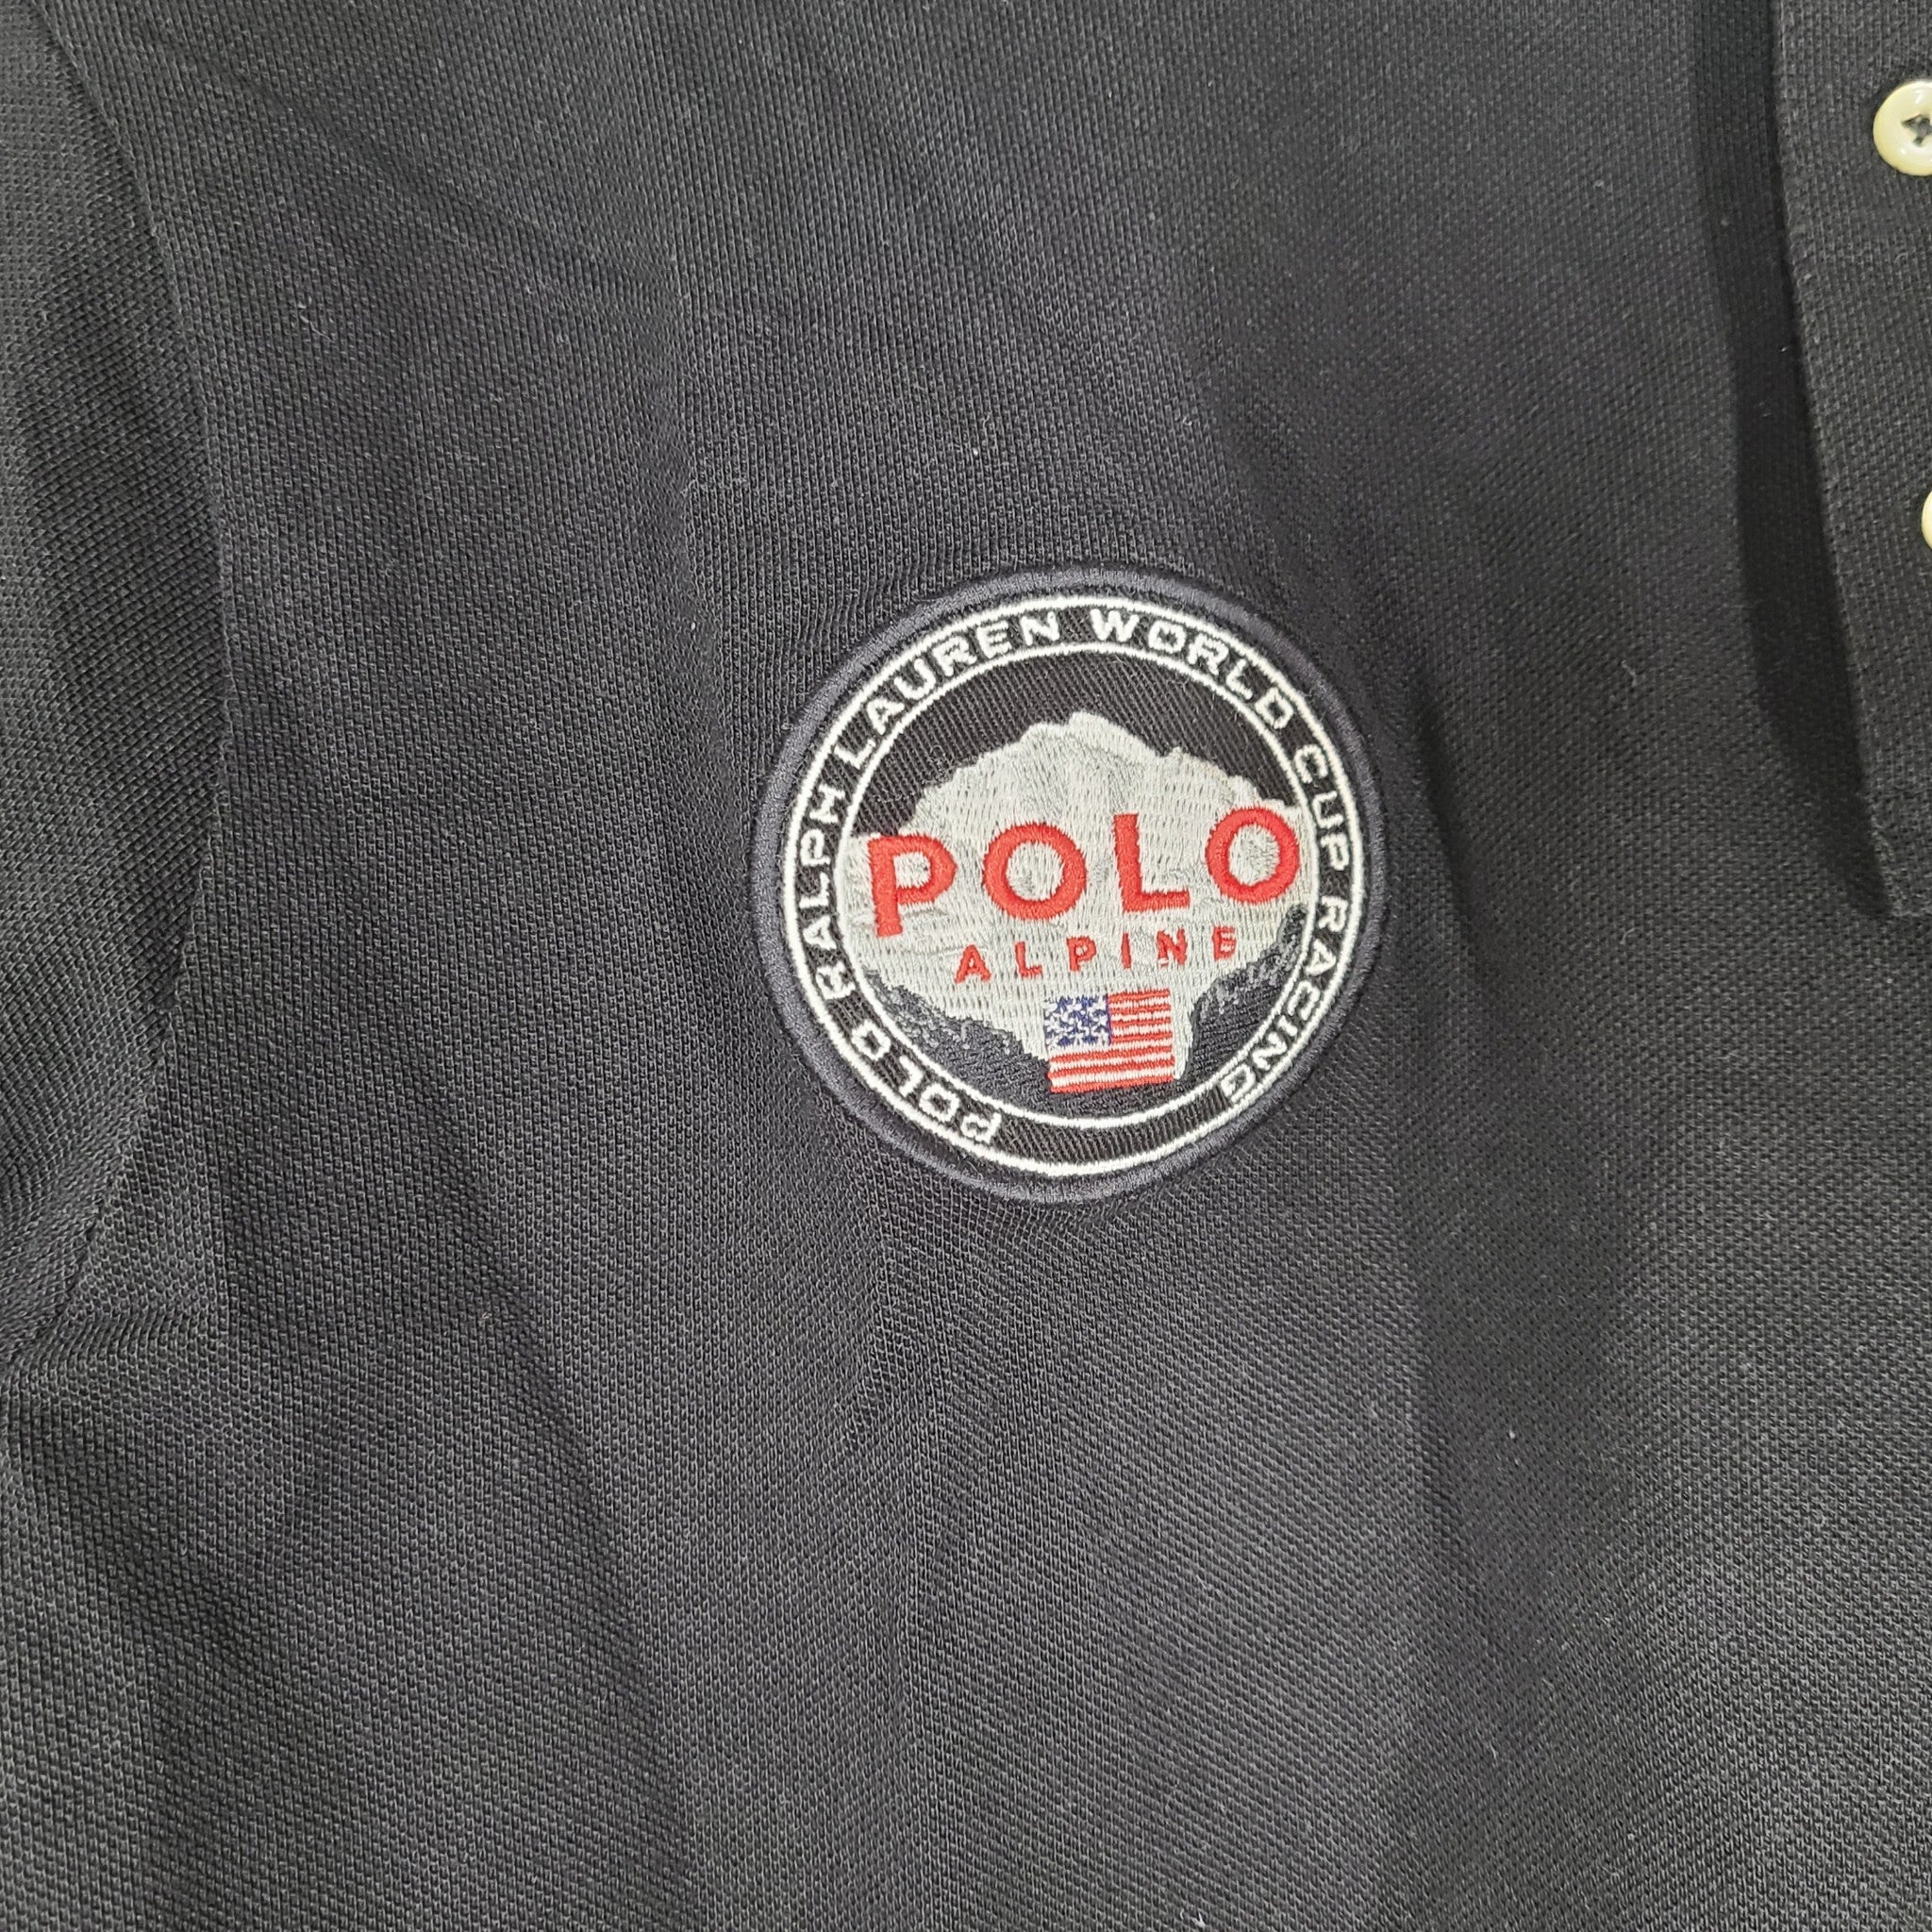 POLO RALPH LAUREN WORLD CUP RACING
POLO
ALPINE